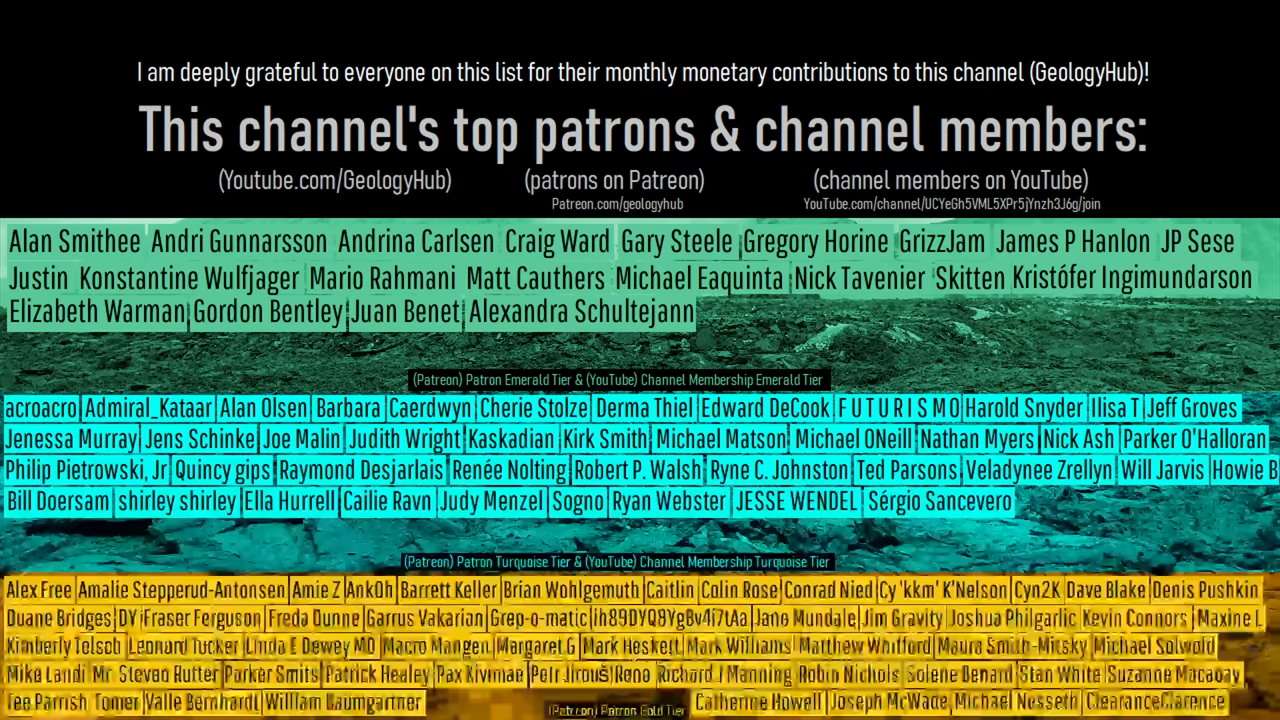 I am deeply grateful to everyone on this list for their monthly monetary contributions to this channel (GeologyHub)!
This channel's top patrons & channel members:
(Youtube.com/GeologyHub) (patrons on Patreon) (channel members on YouTube)
Patreon.com/geologyhub YouTube.com/channel/UCYeGh5VML5XPr5jYnzh3J6g/join
Alan Smithee Andri Gunnarsson Andrina Carlsen Craig Ward Gary Steele Gregory Horine GrizzJam James P Hanlon JP Sese
Justin Konstantine Wulfjager Mario Rahmani Matt Cauthers Michael Eaquinta Nick Tavenier Skitten Kristófer Ingimundarson
Elizabeth Warman Gordon Bentley Juan Benet Alexandra Schultejann
(Patreon) Patron Emerald Tier & (YouTube) Channel Membership Emerald Tier
acroacro Admiral_Kataar Alan Olsen Barbara Caerdwyn Cherie Stolze Derma Thiel Edward DeCook F U T U R I S M O Harold Snyder Ilisa T Jeff Groves
Jenessa Murray Jens Schinke Joe Malin Judith Wright Kaskadian Kirk Smith Michael Matson Michael ONeill Nathan Myers Nick Ash Parker O'Halloran
Philip Pietrowski, Jr Quincy gips Raymond Desjarlais Renée Nolting Robert P. Walsh Ryne C. Johnston Ted Parsons Veladynee Zrellyn Will Jarvis Howie B
Bill Doersam shirley shirley Ella Hurrell Cailie Ravn Judy Menzel Sogno Ryan Webster JESSE WENDEL Sérgio Sancevero
(Patreon) Patron Turquoise Tier & (YouTube) Channel Membership Turquoise Tier
Alex Free Amalie Stepperud-Antonsen Amie Z AnkOh Barrett Keller Brian Wohlgemuth Caitlin Colin Rose Conrad Nied Cy 'kkm' K'Nelson Cyn2K Dave Blake Denis Pushkin
Duane Bridges DY Fraser Ferguson Freda Dunne Garrus Vakarian Grep-o-matic Jane Mundale Jim Gravity Joshua Philgarlic Kevin Connors Maxine L
Kimberly Telsch Leonard Tucker Linda E Dewey MD Macro Mangen Margaret G Mark Heskett Mark Williams Matthew Whitford Maura Smith-Mitsky Michael Solwold
Mike Landi Mr Steven Rutter Parker Smits Patrick Healey Pax Kivimae Petr Jirouš Reno Richard J Manning Robin Nichols Solene Benard Stan White Suzanne
Tee Parrish Tomer Valle Bernhardt William Baumgartner Catherine Howell Joseph McWade Michael Nesseth ClearanceClarence
(Patreon) Patron Gold Tier